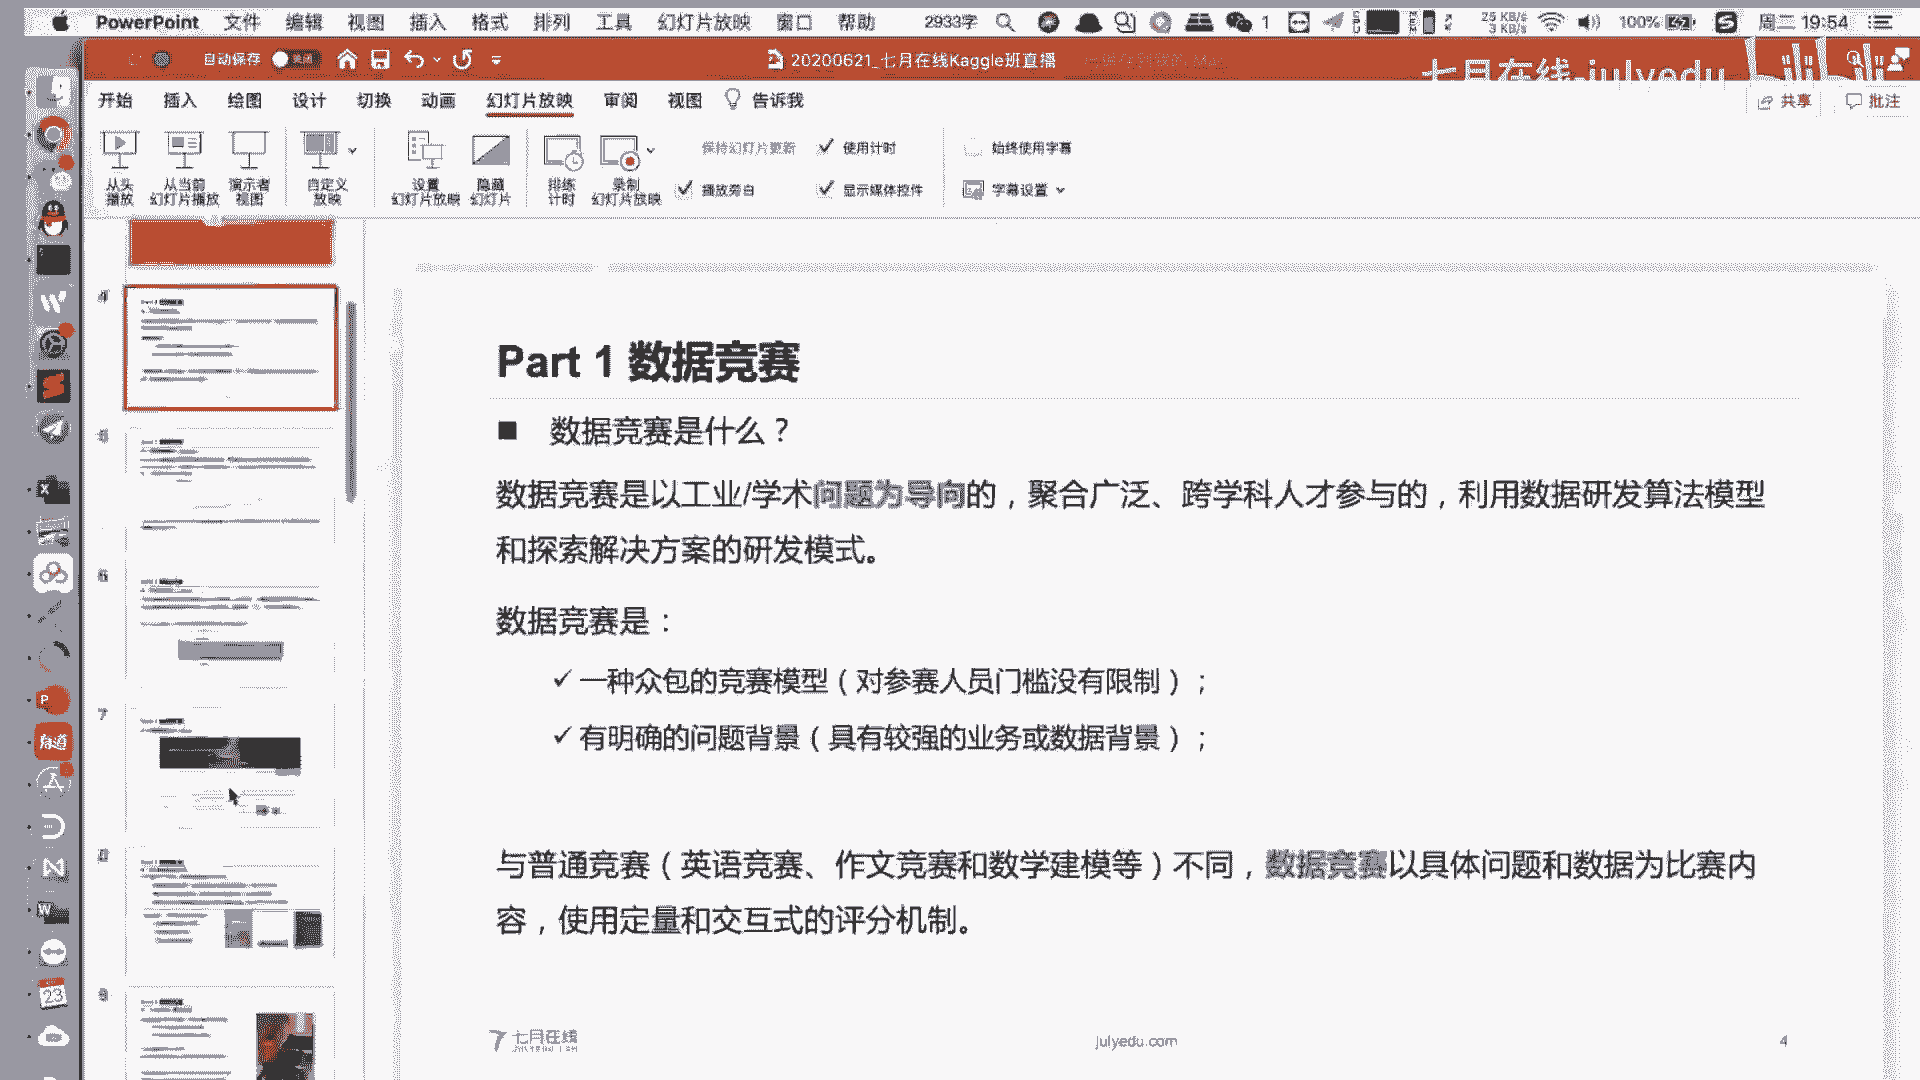 PowerPoint 文件 编辑 视图 插入 格式 排列 工具 幻灯片放映 窗口 帮助 2933字 1 25 KB/s 3 KB/s 100% 周二 19:54
自动保存 关闭 20200621_七月在线Kaggle班直播
七月在线-julyedu
开始 插入 绘图 设计 切换 动画 幻灯片放映 审阅 视图 告诉我 共享 批注
从头播放 从当前幻灯片播放 演示者视图 自定义放映 设置幻灯片放映 隐藏幻灯片 排练计时 录制幻灯片放映
保持幻灯片更新 使用计时 始终使用字幕
播放旁白 显示媒体控件 字幕设置
4
5
6
7
8
9
Part 1 数据竞赛
数据竞赛是什么？
数据竞赛是以工业/学术问题为导向的，聚合广泛、跨学科人才参与的，利用数据研发算法模型
和探索解决方案的研发模式。
数据竞赛是：
✓ 一种众包的竞赛模型（对参赛人员门槛没有限制）；
✓ 有明确的问题背景（具有较强的业务或数据背景）；
与普通竞赛（英语竞赛、作文竞赛和数学建模等）不同，数据竞赛以具体问题和数据为比赛内
容，使用定量和交互式的评分机制。
七月在线
julyedu.com
4
有道
23